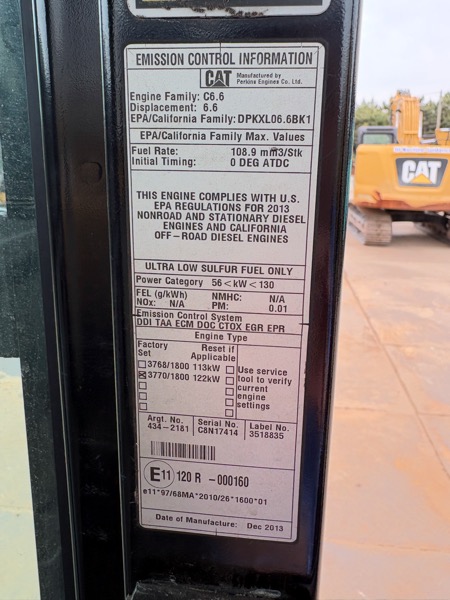 EMISSION CONTROL INFORMATION
CAT Manufactured by
Perkins Engines Co. Ltd.
Engine Family: C6.6
Displacement: 6.6
EPA/California Family: DPKXL06.6BK1
EPA/California Family Max. Values
Fuel Rate: 108.9 mm3/Stk
Initial Timing: 0 DEG ATDC
THIS ENGINE COMPLIES WITH U.S.
EPA REGULATIONS FOR 2013
NONROAD AND STATIONARY DIESEL
ENGINES AND CALIFORNIA
OFF-ROAD DIESEL ENGINES
ULTRA LOW SULFUR FUEL ONLY
Power Category 56<kW<130
FEL (g/kWh) NMHC: N/A
NOx: N/A PM: 0.01
Emission Control System
DDI TAA ECM DOC CTOX EGR EPR
Engine Type
Factory Set Reset if Applicable
3768/1800 113kW
3770/1800 122kW
Use service
tool to verify
current
engine
settings
Argt. No. Serial No. Label No.
434-2181 C8N17414 3518835
E11 120 R -000160
e11*97/68MA*2010/26*1600*01
Date of Manufacture: Dec 2013
CAT